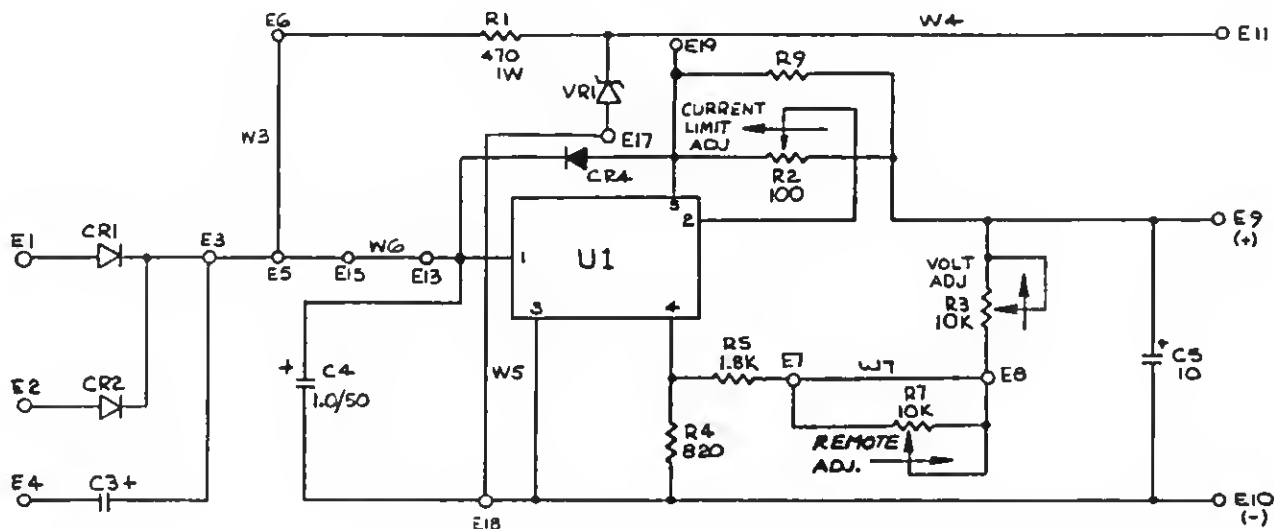 E6
R1
470
1W
W4
E11
E19
R9
VR1
W3
CURRENT
LIMIT
ADJ
E17
CR4
R2
100
5
2
E1
CR1
E3
E5
W6
E15
E13
1
U1
3
4
E9
(+)
VOLT
ADJ
R3
10K
+
C4
1.0/50
W5
R5
1.8K
E7
W7
E8
+
C5
10
E2
CR2
R4
820
R7
10K
REMOTE
ADJ.
E4
C3+
E18
E10
(-)